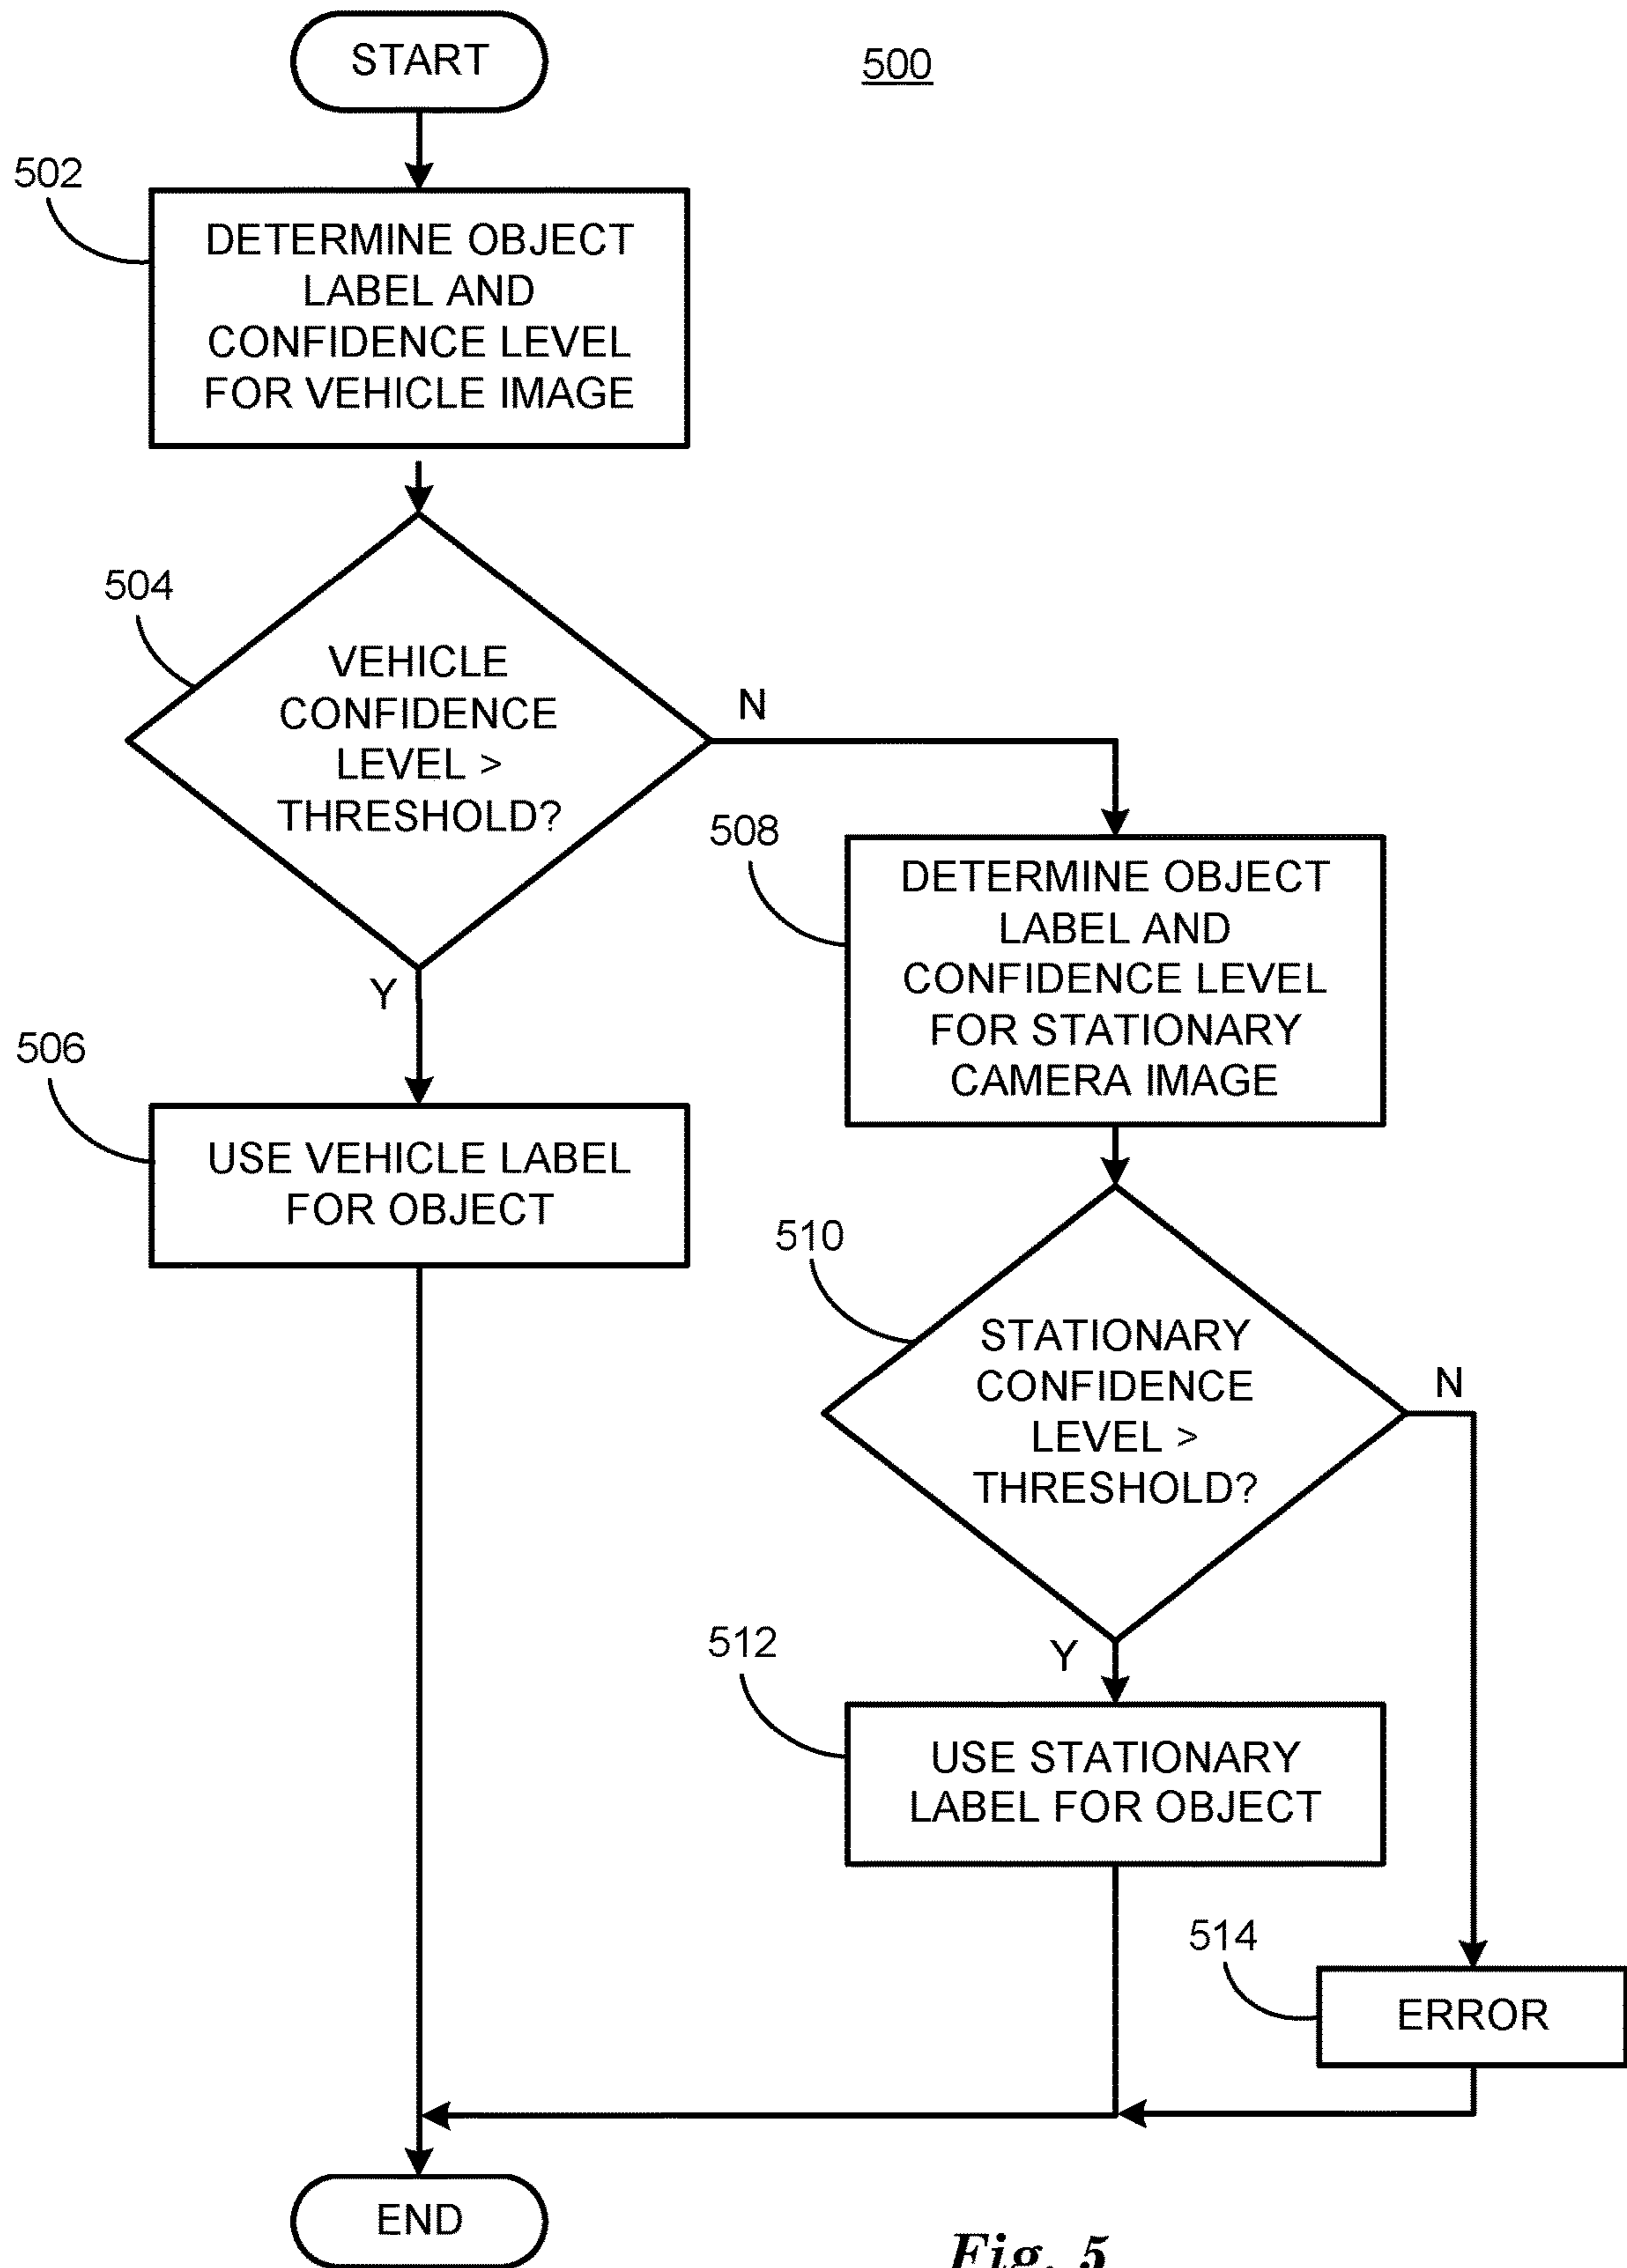 START
500
502
DETERMINE OBJECT
LABEL AND
CONFIDENCE LEVEL
FOR VEHICLE IMAGE
504
VEHICLE
CONFIDENCE
LEVEL >
THRESHOLD?
N
Y
508
DETERMINE OBJECT
LABEL AND
CONFIDENCE LEVEL
FOR STATIONARY
CAMERA IMAGE
506
USE VEHICLE LABEL
FOR OBJECT
510
STATIONARY
CONFIDENCE
LEVEL >
THRESHOLD?
N
Y
512
USE STATIONARY
LABEL FOR OBJECT
514
ERROR
END
Fig. 5